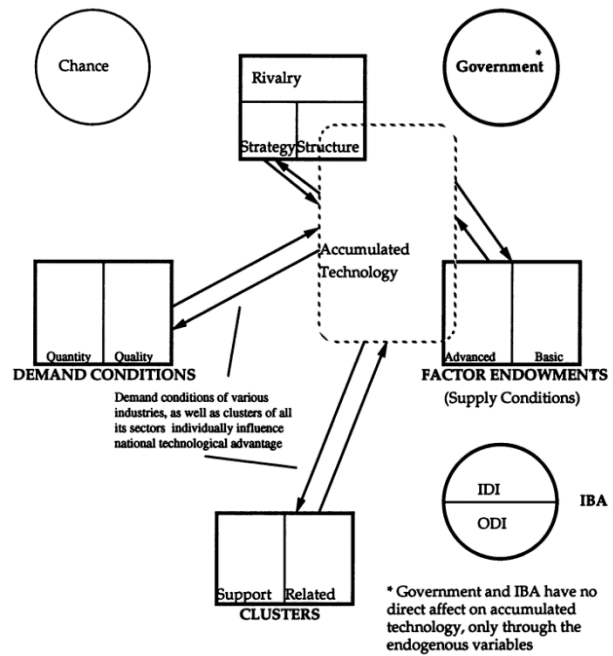 Chance
Rivalry
Strategy Structure
Government*
Accumulated
Technology
Quantity Quality
DEMAND CONDITIONS
Advanced Basic
FACTOR ENDOWMENTS
(Supply Conditions)
Demand conditions of various
industries, as well as clusters of all
its sectors individually influence
national technological advantage
IDI
ODI
IBA
Support Related
CLUSTERS
* Government and IBA have no
direct affect on accumulated
technology, only through the
endogenous variables